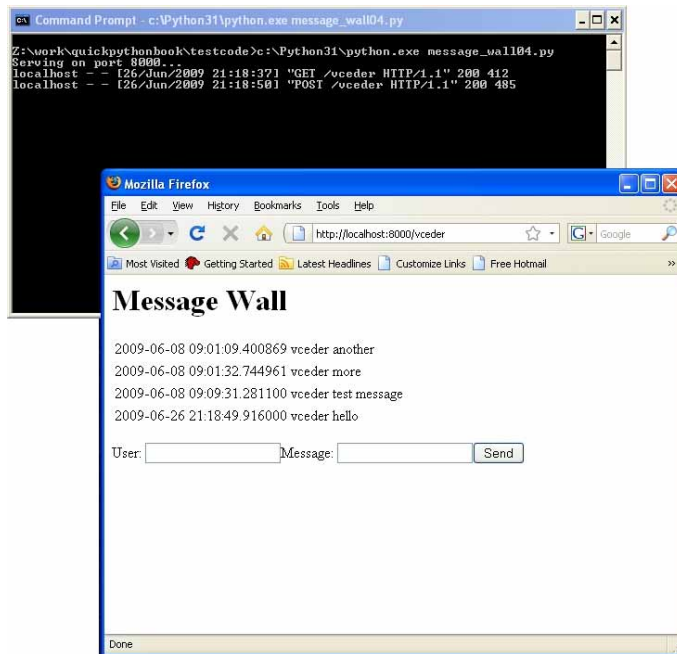 Command Prompt - c:\Python31\python.exe message_wall04.py
Z:\work\quickpythonbook\testcode>c:\Python31\python.exe message_wall04.py
Serving on port 8000...
localhost - - [26/Jun/2009 21:18:37] "GET /vceder HTTP/1.1" 200 412
localhost - - [26/Jun/2009 21:18:50] "POST /vceder HTTP/1.1" 200 485
Mozilla Firefox
File Edit View History Bookmarks Tools Help
http://localhost:8000/vceder G Google
Most Visited Getting Started Latest Headlines Customize Links Free Hotmail »
Message Wall
2009-06-08 09:01:09.400869 vceder another
2009-06-08 09:01:32.744961 vceder more
2009-06-08 09:09:31.281100 vceder test message
2009-06-26 21:18:49.916000 vceder hello
User: Message: Send
Done